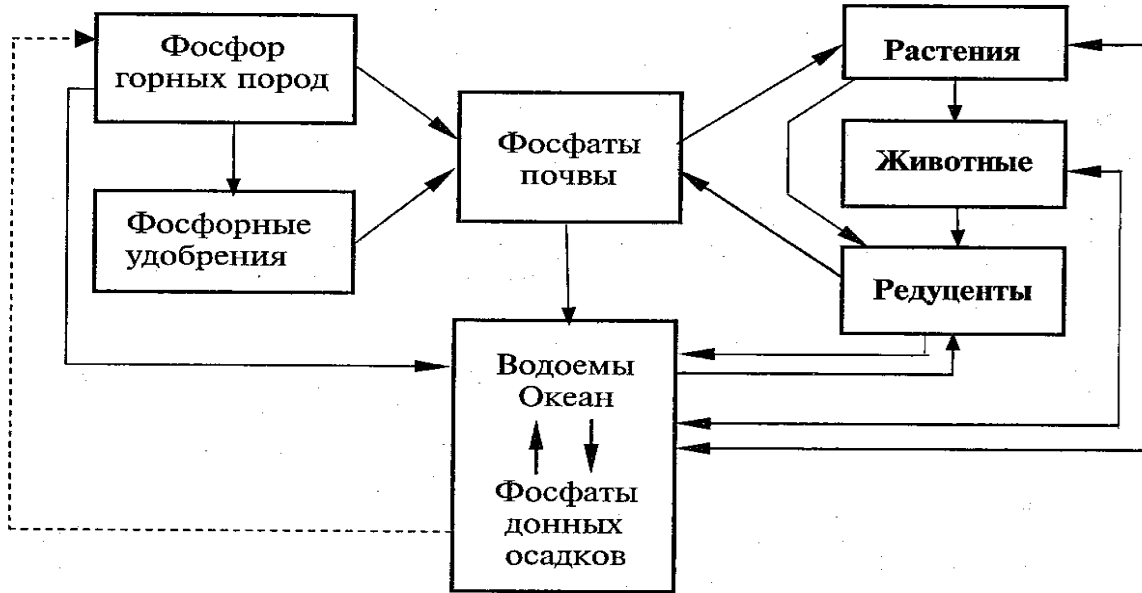 Фосфор
горных пород
Фосфорные
удобрения
Фосфаты
почвы
Растения
Животные
Редуценты
Водоемы
Океан
Фосфаты
донных
осадков